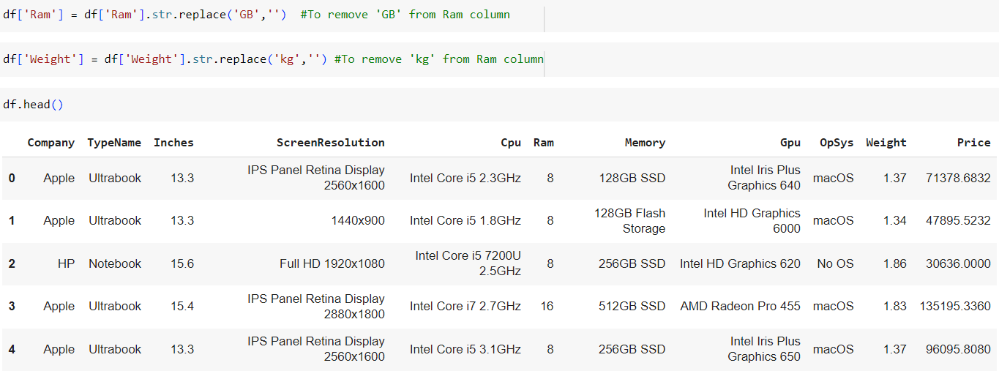 df['Ram'] = df['Ram'].str.replace('GB','')  #To remove 'GB' from Ram column
df['Weight'] = df['Weight'].str.replace('kg','') #To remove 'kg' from Ram column
df.head()
Company TypeName Inches ScreenResolution Cpu Ram Memory Gpu OpSys Weight Price
0 Apple Ultrabook 13.3 IPS Panel Retina Display 2560x1600 Intel Core i5 2.3GHz 8 128GB SSD Intel Iris Plus Graphics 640 macOS 1.37 71378.6832
1 Apple Ultrabook 13.3 1440x900 Intel Core i5 1.8GHz 8 128GB Flash Storage Intel HD Graphics 6000 macOS 1.34 47895.5232
2 HP Notebook 15.6 Full HD 1920x1080 Intel Core i5 7200U 2.5GHz 8 256GB SSD Intel HD Graphics 620 No OS 1.86 30636.0000
3 Apple Ultrabook 15.4 IPS Panel Retina Display 2880x1800 Intel Core i7 2.7GHz 16 512GB SSD AMD Radeon Pro 455 macOS 1.83 135195.3360
4 Apple Ultrabook 13.3 IPS Panel Retina Display 2560x1600 Intel Core i5 3.1GHz 8 256GB SSD Intel Iris Plus Graphics 650 macOS 1.37 96095.8080